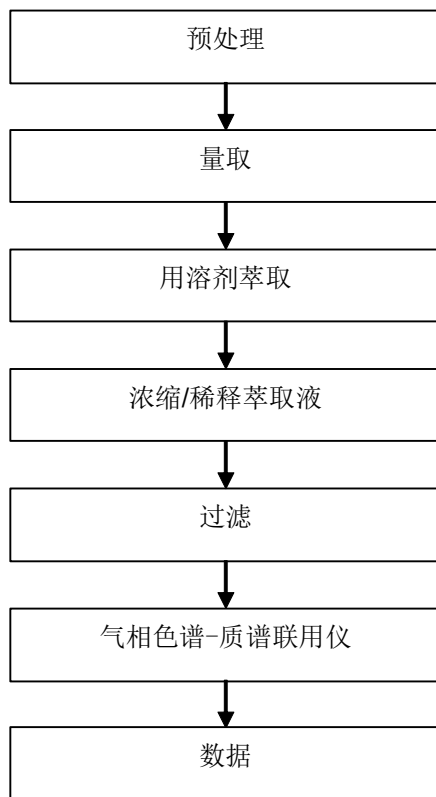 预处理
量取
用溶剂萃取
浓缩/稀释萃取液
过滤
气相色谱-质谱联用仪
数据